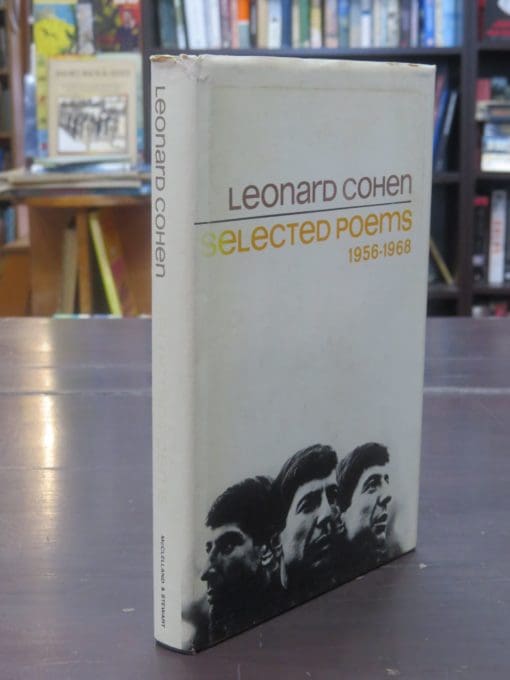 Leonard Cohen
McClelland & Stewart
Leonard Cohen
Selected Poems
1956-1968